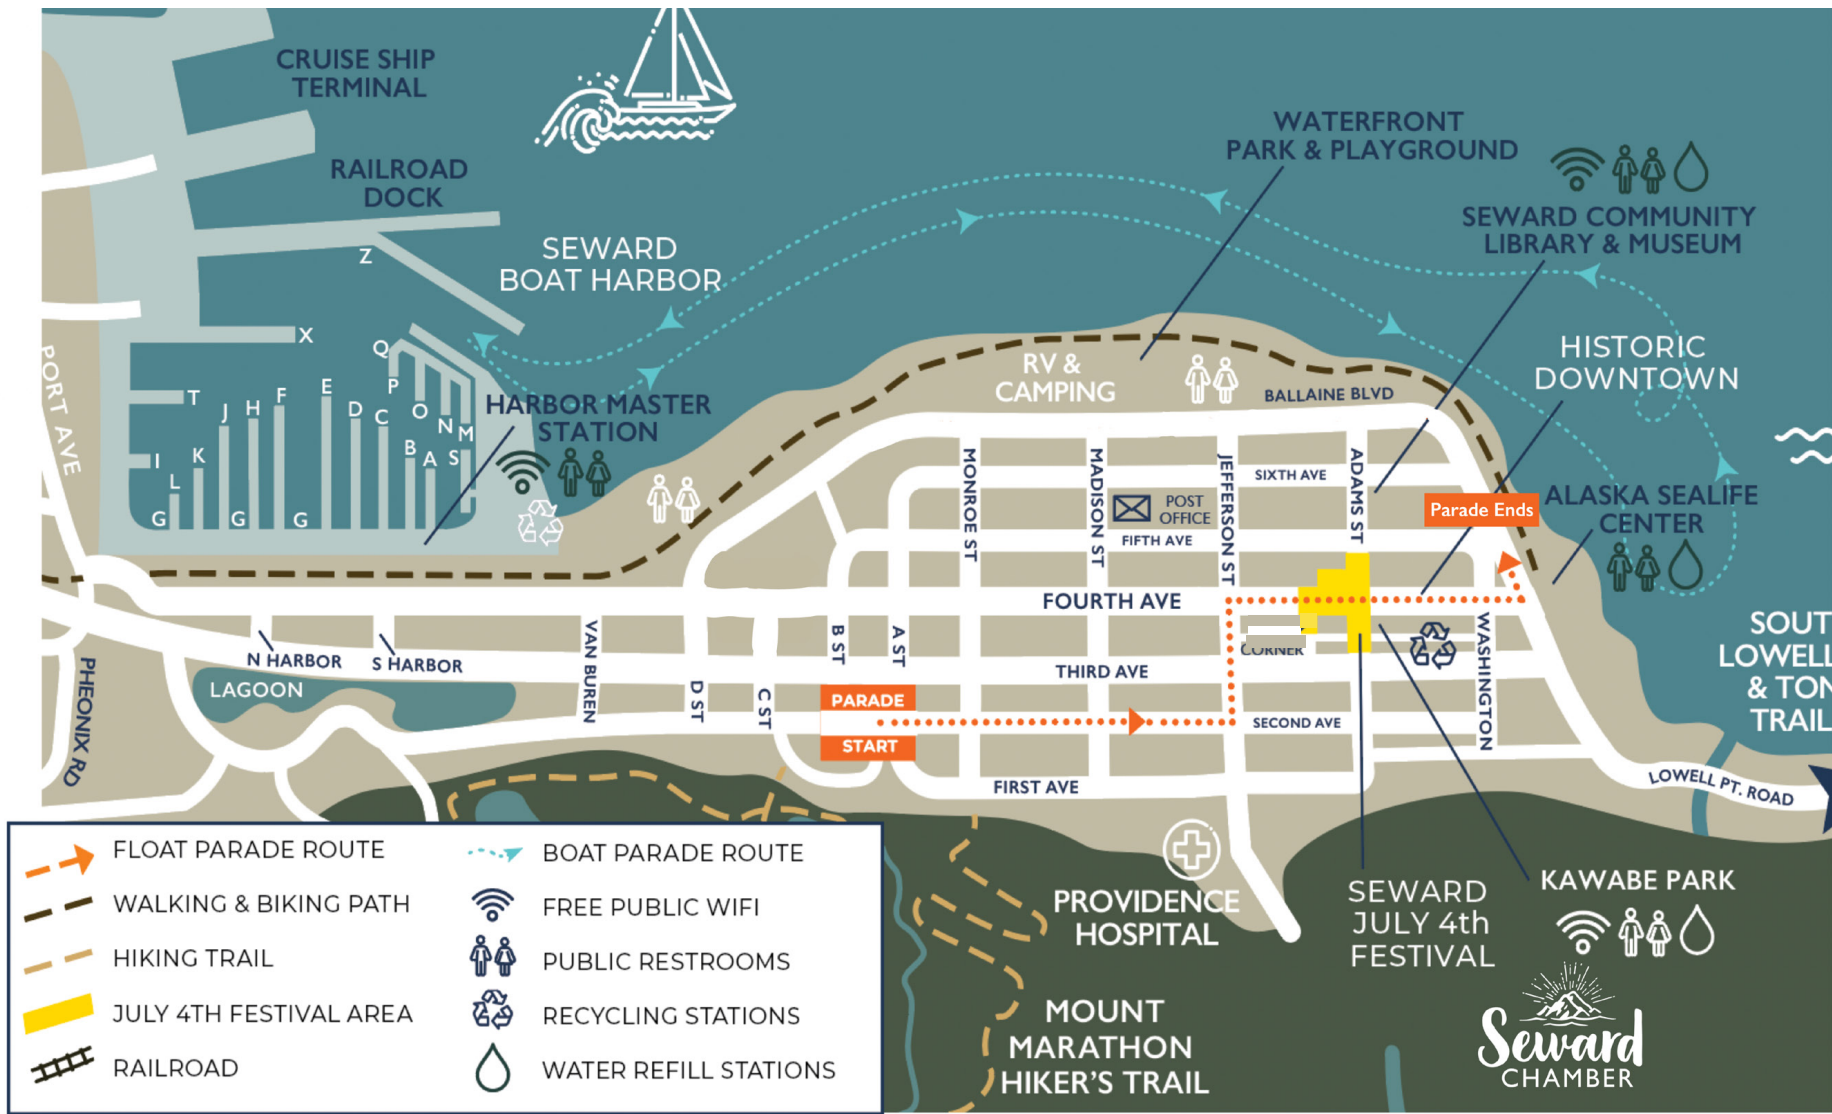 CRUISE SHIP
TERMINAL
RAILROAD
DOCK
Z
SEWARD
BOAT HARBOR
WATERFRONT
PARK & PLAYGROUND
SEWARD COMMUNITY
LIBRARY & MUSEUM
HISTORIC
DOWNTOWN
X
Q
P
T
J
H
F
E
D
C
O
N
M
B
A
S
K
I
L
G
G
G
HARBOR MASTER
STATION
PORT AVE
RV &
CAMPING
BALLAINE BLVD
MONROE ST
MADISON ST
JEFFERSON ST
ADAMS ST
SIXTH AVE
POST
OFFICE
FIFTH AVE
Parade Ends
ALASKA SEALIFE
CENTER
FOURTH AVE
N HARBOR
S HARBOR
VAN BUREN
B ST
A ST
D ST
C ST
THIRD AVE
CORNER
WASHINGTON
SOUT
LOWELL
& TON
TRAIL
LAGOON
PHEONIX RD
PARADE
START
SECOND AVE
FIRST AVE
LOWELL PT. ROAD
PROVIDENCE
HOSPITAL
SEWARD
JULY 4th
FESTIVAL
KAWABE PARK
MOUNT
MARATHON
HIKER'S TRAIL
Seward
CHAMBER
FLOAT PARADE ROUTE
WALKING & BIKING PATH
HIKING TRAIL
JULY 4TH FESTIVAL AREA
RAILROAD
BOAT PARADE ROUTE
FREE PUBLIC WIFI
PUBLIC RESTROOMS
RECYCLING STATIONS
WATER REFILL STATIONS